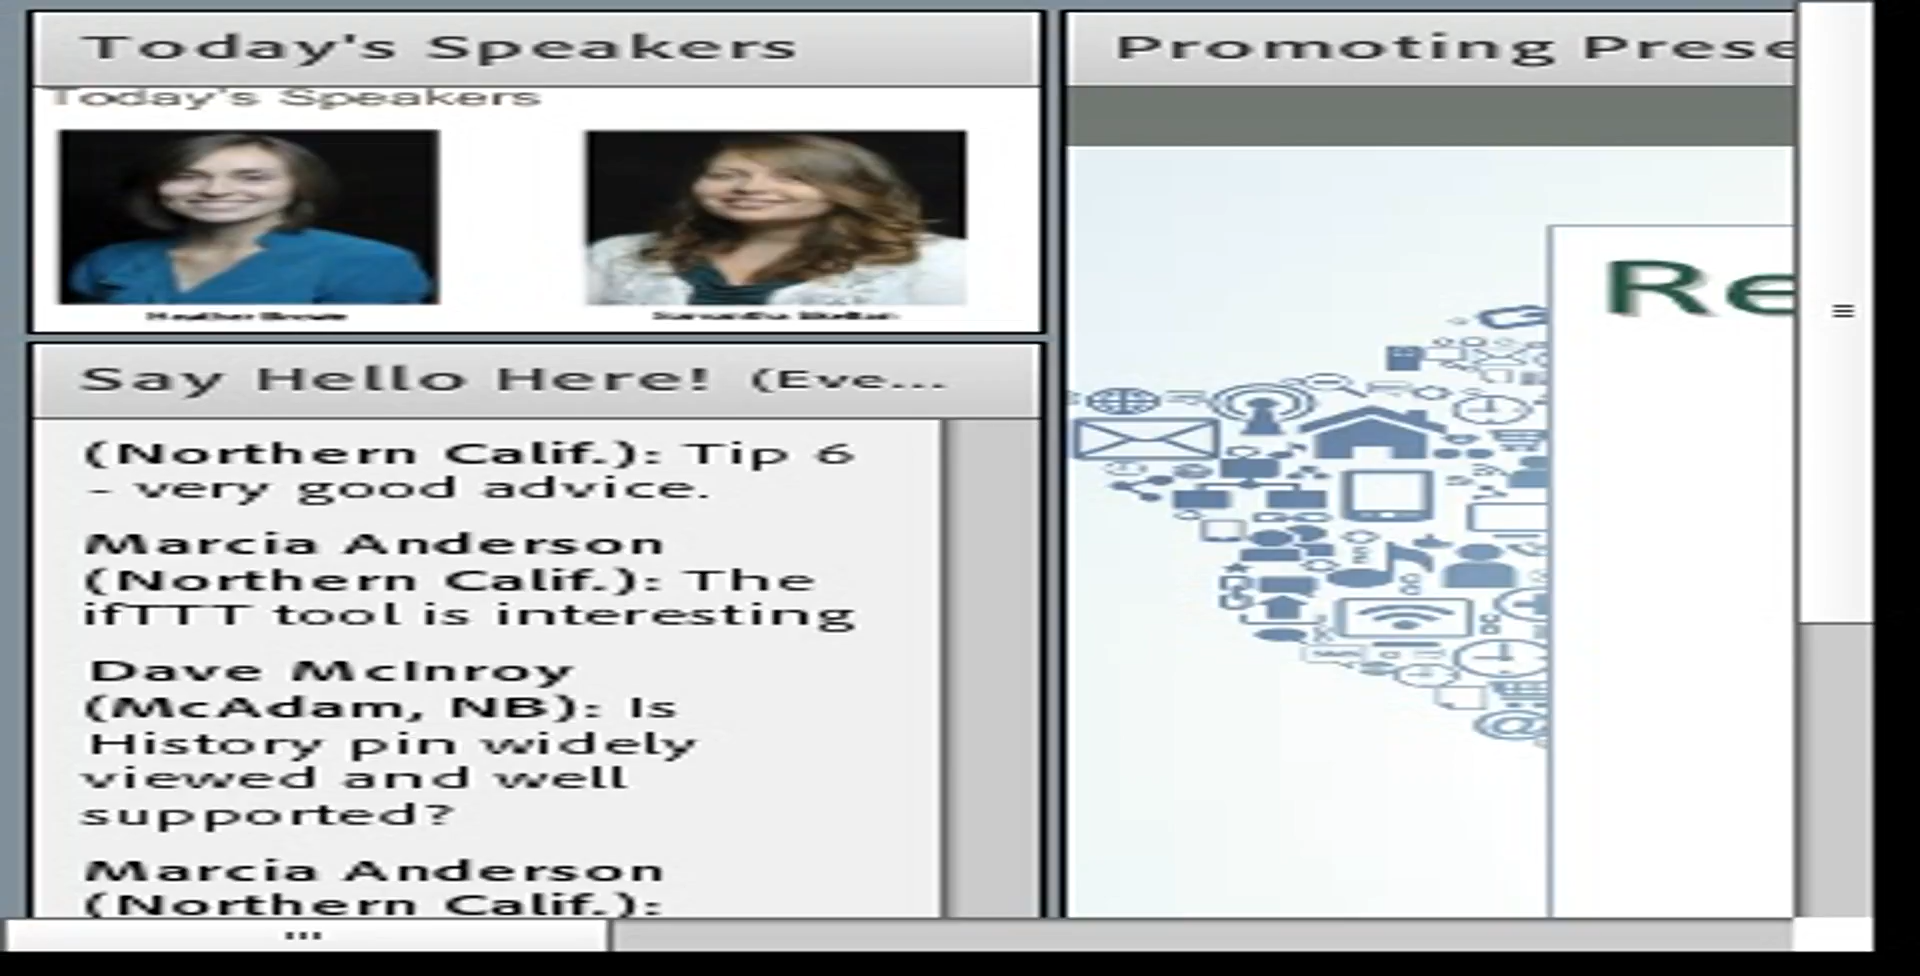 Today's Speakers
Today's Speakers
Heather
Samantha
Say Hello Here! (Eve...
(Northern Calif.): Tip 6
- very good advice.
Marcia Anderson
(Northern Calif.): The
ifTTT tool is interesting
Dave McInroy
(McAdam, NB): Is
History pin widely
viewed and well
supported?
Marcia Anderson
(Northern Calif.):
Promoting Prese
Re
@